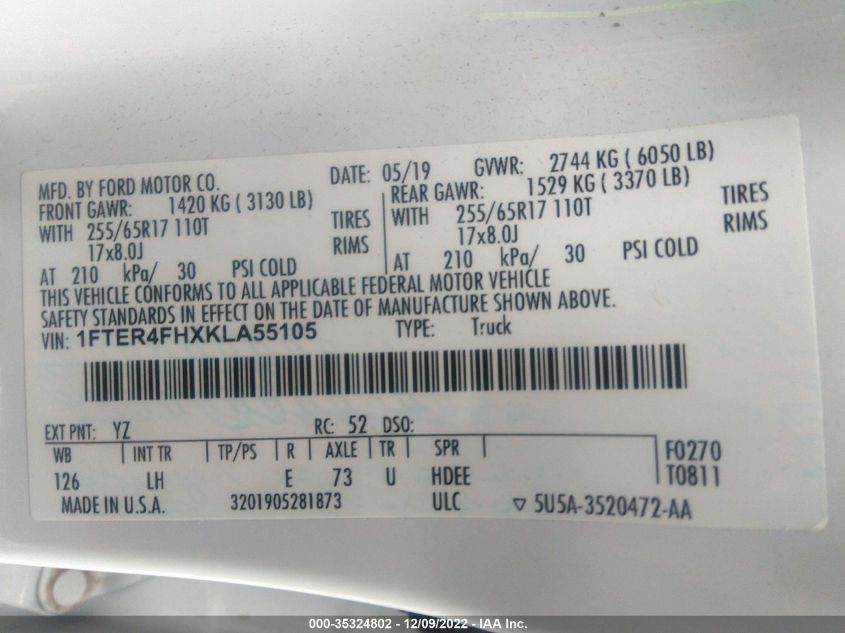 MFD. BY FORD MOTOR CO. DATE: 05/19 GVWR: 2744 KG ( 6050 LB)
FRONT GAWR: 1420 KG ( 3130 LB) REAR GAWR: 1529 KG ( 3370 LB)
WITH 255/65R17 110T TIRES WITH 255/65R17 110T TIRES
17x8.0J RIMS 17x8.0J RIMS
AT 210 kPa/ 30 PSI COLD AT 210 kPa/ 30 PSI COLD
THIS VEHICLE CONFORMS TO ALL APPLICABLE FEDERAL MOTOR VEHICLE
SAFETY STANDARDS IN EFFECT ON THE DATE OF MANUFACTURE SHOWN ABOVE.
VIN: 1FTER4FHXKLA55105 TYPE: Truck
EXT PNT: YZ RC: 52 DSO:
WB INT TR TP/PS R AXLE TR SPR F0270
126 LH E 73 U HDEE T0811
MADE IN U.S.A. 3201905281873 ULC ▽ 5U5A-3520472-AA
000-35324802 - 12/09/2022 - IAA Inc.